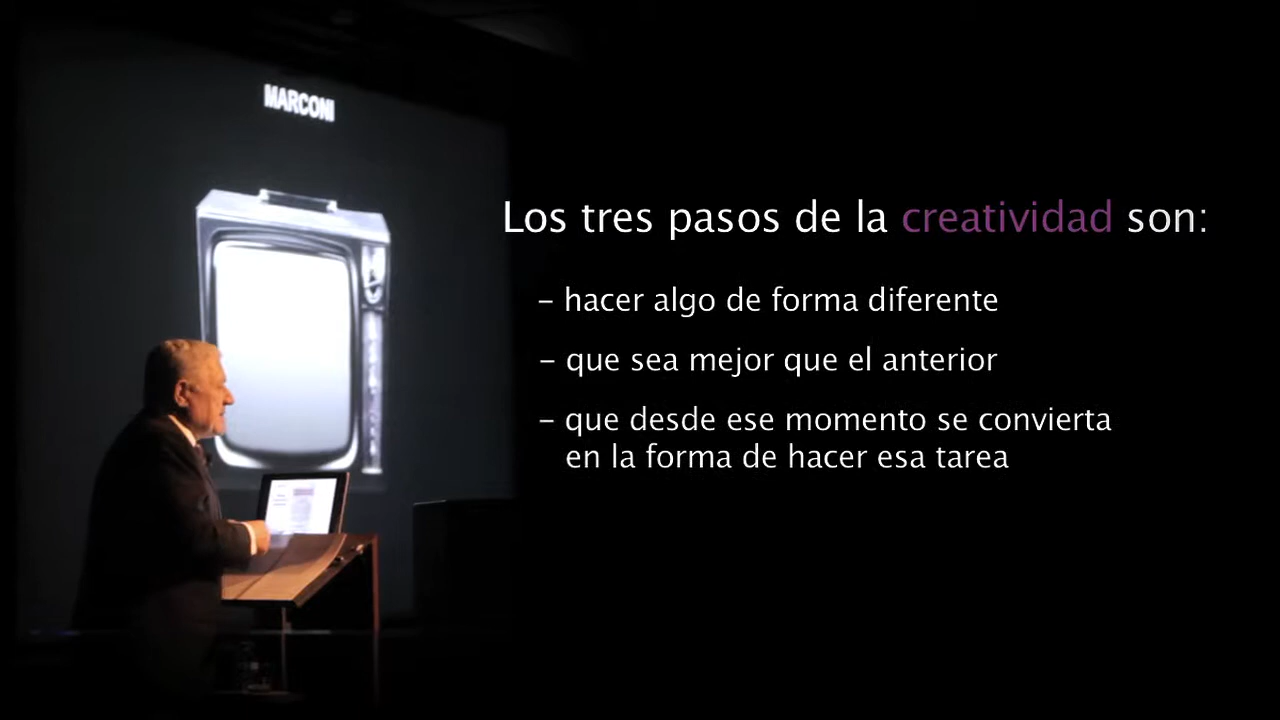 MARCONI
Los tres pasos de la creatividad son:
– hacer algo de forma diferente
– que sea mejor que el anterior
– que desde ese momento se convierta
en la forma de hacer esa tarea